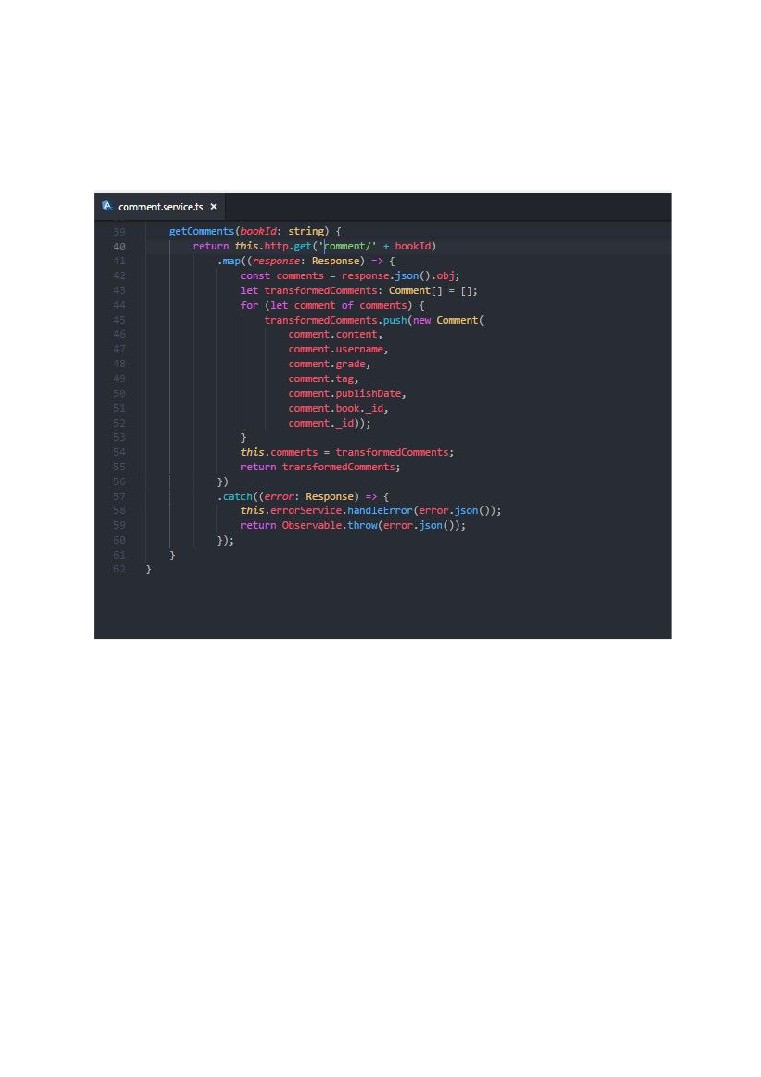 comment.service.ts ×
39 getComments(bookId: string) {
40 return this.http.get('comment/' + bookId)
41 .map((response: Response) => {
42 const comments = response.json().obj;
43 let transformedComments: Comment[] = [];
44 for (let comment of comments) {
45 transformedComments.push(new Comment(
46 comment.content,
47 comment.username,
48 comment.grade,
49 comment.tag,
50 comment.publishDate,
51 comment.book._id,
52 comment._id));
53 }
54 this.comments = transformedComments;
55 return transformedComments;
56 })
57 .catch((error: Response) => {
58 this.errorService.handleError(error.json());
59 return Observable.throw(error.json());
60 });
61 }
62 }